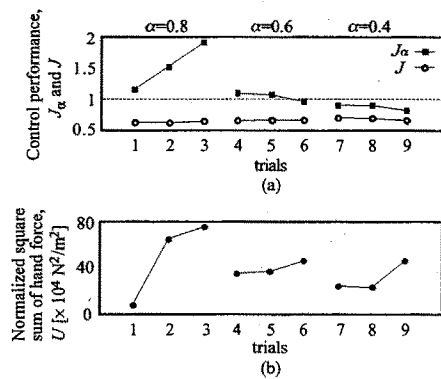 α=0.8 α=0.6 α=0.4
Control performance,
Jα and J
2
1.5
1
0.5
Jα
J
1 2 3 4 5 6 7 8 9
trials
(a)
Normalized square
sum of hand force,
U [× 10⁴ N²/m²]
80
40
0
1 2 3 4 5 6 7 8 9
trials
(b)